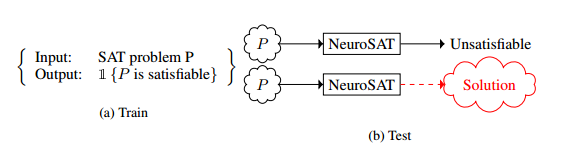 Input: SAT problem P
Output: 𝟙 {P is satisfiable}
(a) Train
P NeuroSAT Unsatisfiable
P NeuroSAT Solution
(b) Test